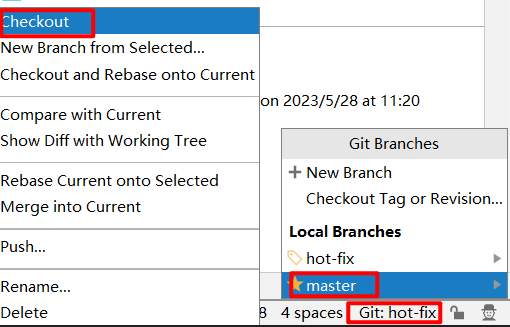 Checkout
New Branch from Selected...
Checkout and Rebase onto Current
Compare with Current
Show Diff with Working Tree
Rebase Current onto Selected
Merge into Current
Push...
Rename...
Delete
on 2023/5/28 at 11:20
Git Branches
New Branch
Checkout Tag or Revision...
Local Branches
hot-fix
master
8 4 spaces Git: hot-fix